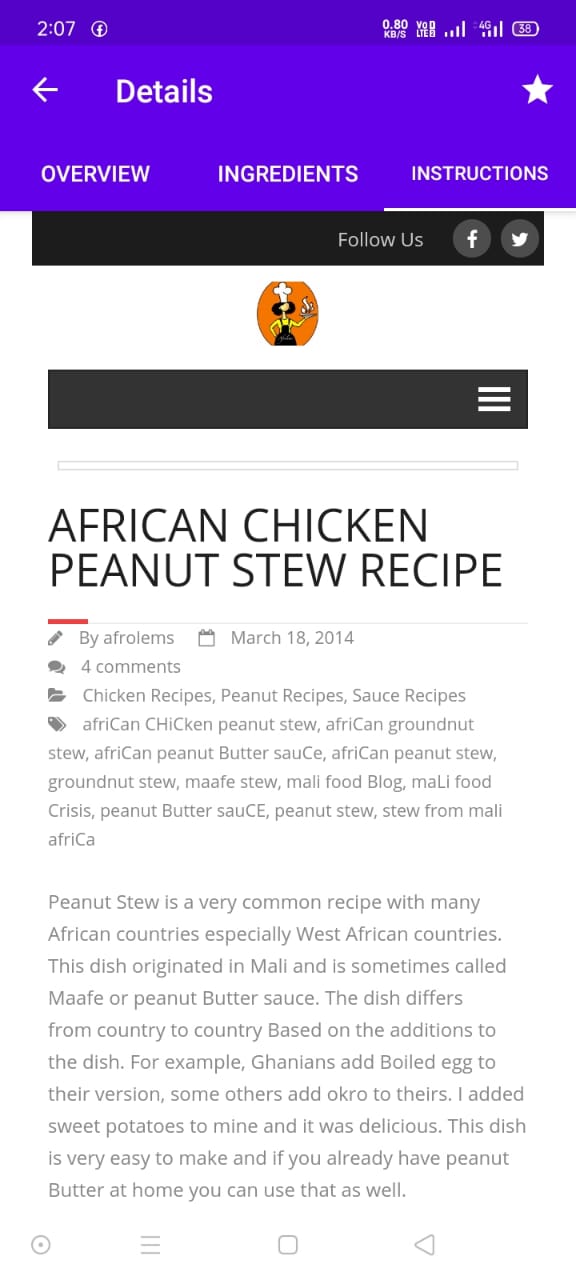 2:07
0.80 KB/S VoD LTE2 4G 38
Details
OVERVIEW INGREDIENTS INSTRUCTIONS
Follow Us
AFRICAN CHICKEN
PEANUT STEW RECIPE
By afrolems March 18, 2014
4 comments
Chicken Recipes, Peanut Recipes, Sauce Recipes
afriCan CHiCken peanut stew, afriCan groundnut
stew, afriCan peanut Butter sauCe, afriCan peanut stew,
groundnut stew, maafe stew, mali food Blog, maLi food
Crisis, peanut Butter sauCE, peanut stew, stew from mali
afriCa
Peanut Stew is a very common recipe with many
African countries especially West African countries.
This dish originated in Mali and is sometimes called
Maafe or peanut Butter sauce. The dish differs
from country to country Based on the additions to
the dish. For example, Ghanians add Boiled egg to
their version, some others add okro to theirs. I added
sweet potatoes to mine and it was delicious. This dish
is very easy to make and if you already have peanut
Butter at home you can use that as well.